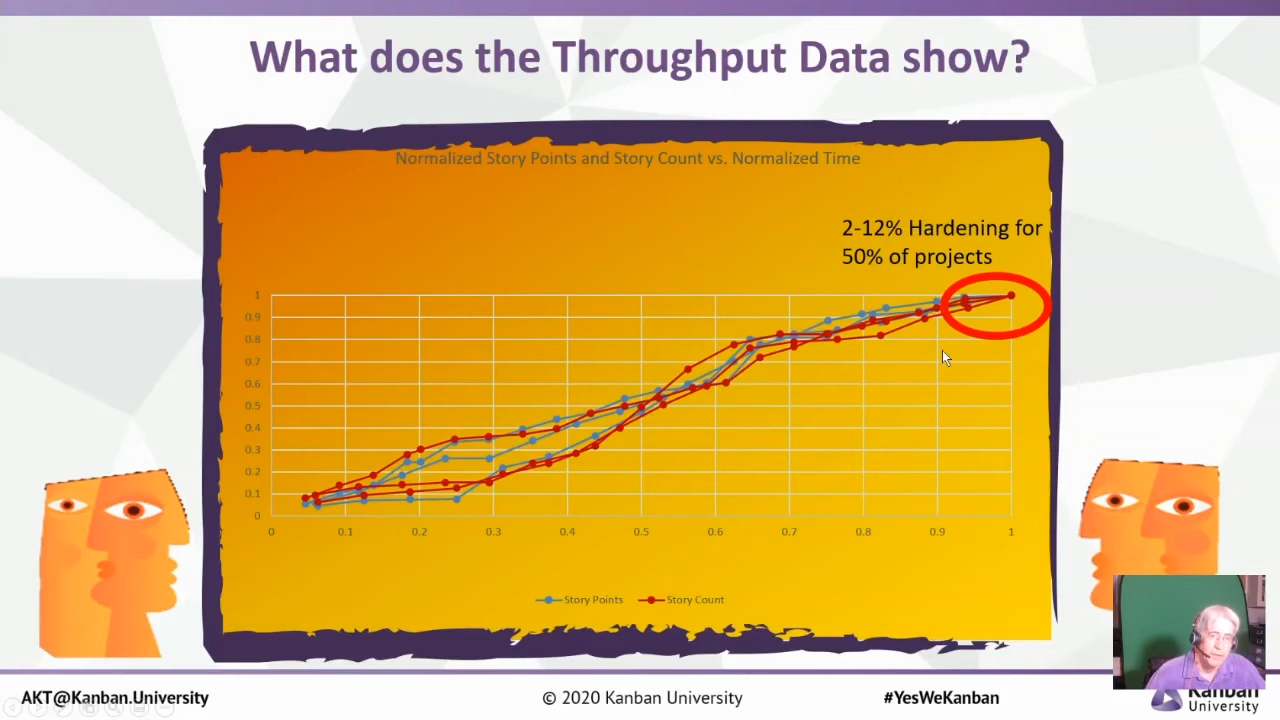 What does the Throughput Data show?
Normalized Story Points and Story Count vs. Normalized Time
2-12% Hardening for
50% of projects
1
0.9
0.8
0.7
0.6
0.5
0.4
0.3
0.2
0.1
0
0
0.1
0.2
0.3
0.4
0.5
0.6
0.7
0.8
0.9
1
Story Points
Story Count
AKT@Kanban.University
© 2020 Kanban University
#YesWeKanban
Kanban
University